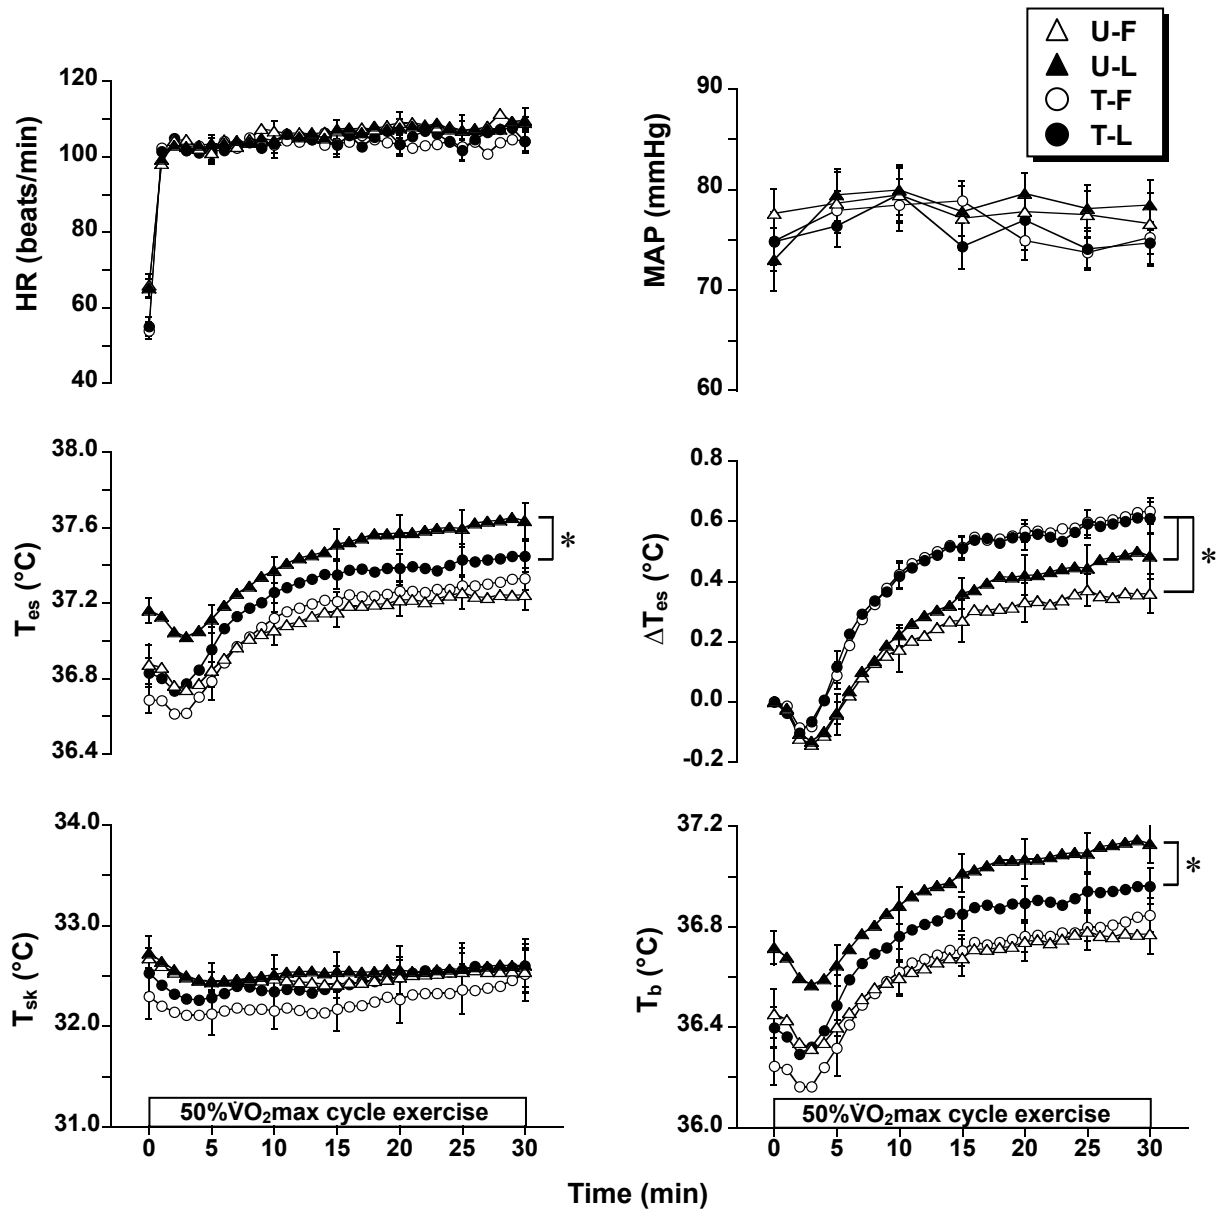 U-F
U-L
T-F
T-L
HR (beats/min)
120
100
80
60
40
MAP (mmHg)
90
80
70
60
Tes (°C)
38.0
37.6
37.2
36.8
36.4
*
ΔTes (°C)
0.8
0.6
0.4
0.2
0.0
-0.2
*
Tsk (°C)
34.0
33.0
32.0
31.0
50%V̇O₂max cycle exercise
0 5 10 15 20 25 30
Tb (°C)
37.2
36.8
36.4
36.0
*
50%V̇O₂max cycle exercise
0 5 10 15 20 25 30
Time (min)